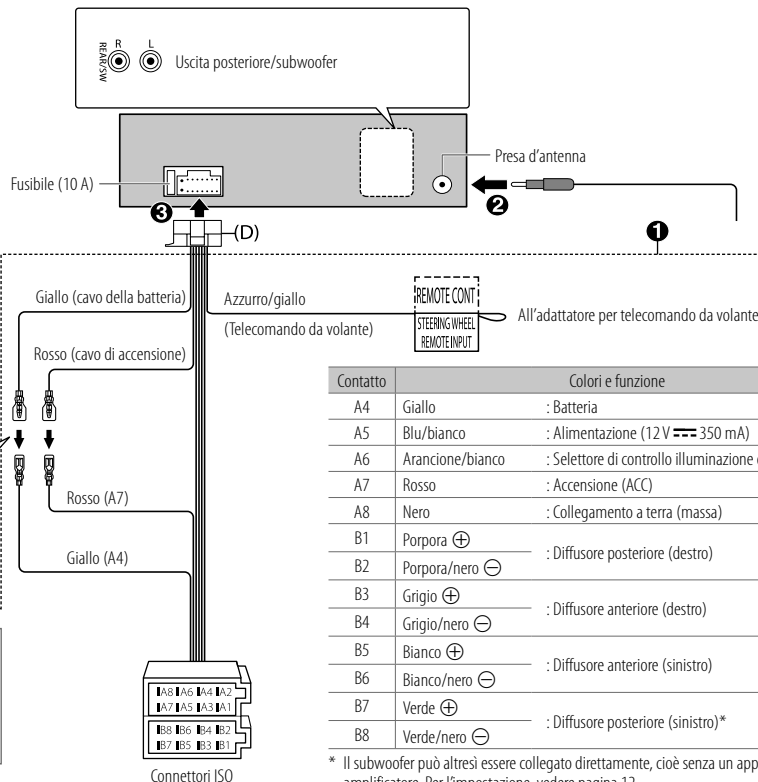 REAR/SW
R L
Uscita posteriore/subwoofer
Presa d'antenna
Fusibile (10 A)
❷
❸
(D)
❶
Giallo (cavo della batteria)
Azzurro/giallo
(Telecomando da volante)
REMOTE CONT
STEERING WHEEL
REMOTE INPUT
All'adattatore per telecomando da volante
Rosso (cavo di accensione)
Rosso (A7)
Giallo (A4)
A8 A6 A4 A2
A7 A5 A3 A1
B8 B6 B4 B2
B7 B5 B3 B1
Connettori ISO
Contatto Colori e funzione
A4 Giallo : Batteria
A5 Blu/bianco : Alimentazione (12 V ⎓ 350 mA)
A6 Arancione/bianco : Selettore di controllo illuminazione
A7 Rosso : Accensione (ACC)
A8 Nero : Collegamento a terra (massa)
B1 Porpora ⊕ : Diffusore posteriore (destro)
B2 Porpora/nero ⊖
B3 Grigio ⊕ : Diffusore anteriore (destro)
B4 Grigio/nero ⊖
B5 Bianco ⊕ : Diffusore anteriore (sinistro)
B6 Bianco/nero ⊖
B7 Verde ⊕ : Diffusore posteriore (sinistro)*
B8 Verde/nero ⊖
* Il subwoofer può altresì essere collegato direttamente, cioè senza un app
amplificatore. Per l'impostazione, vedere pagina 12.